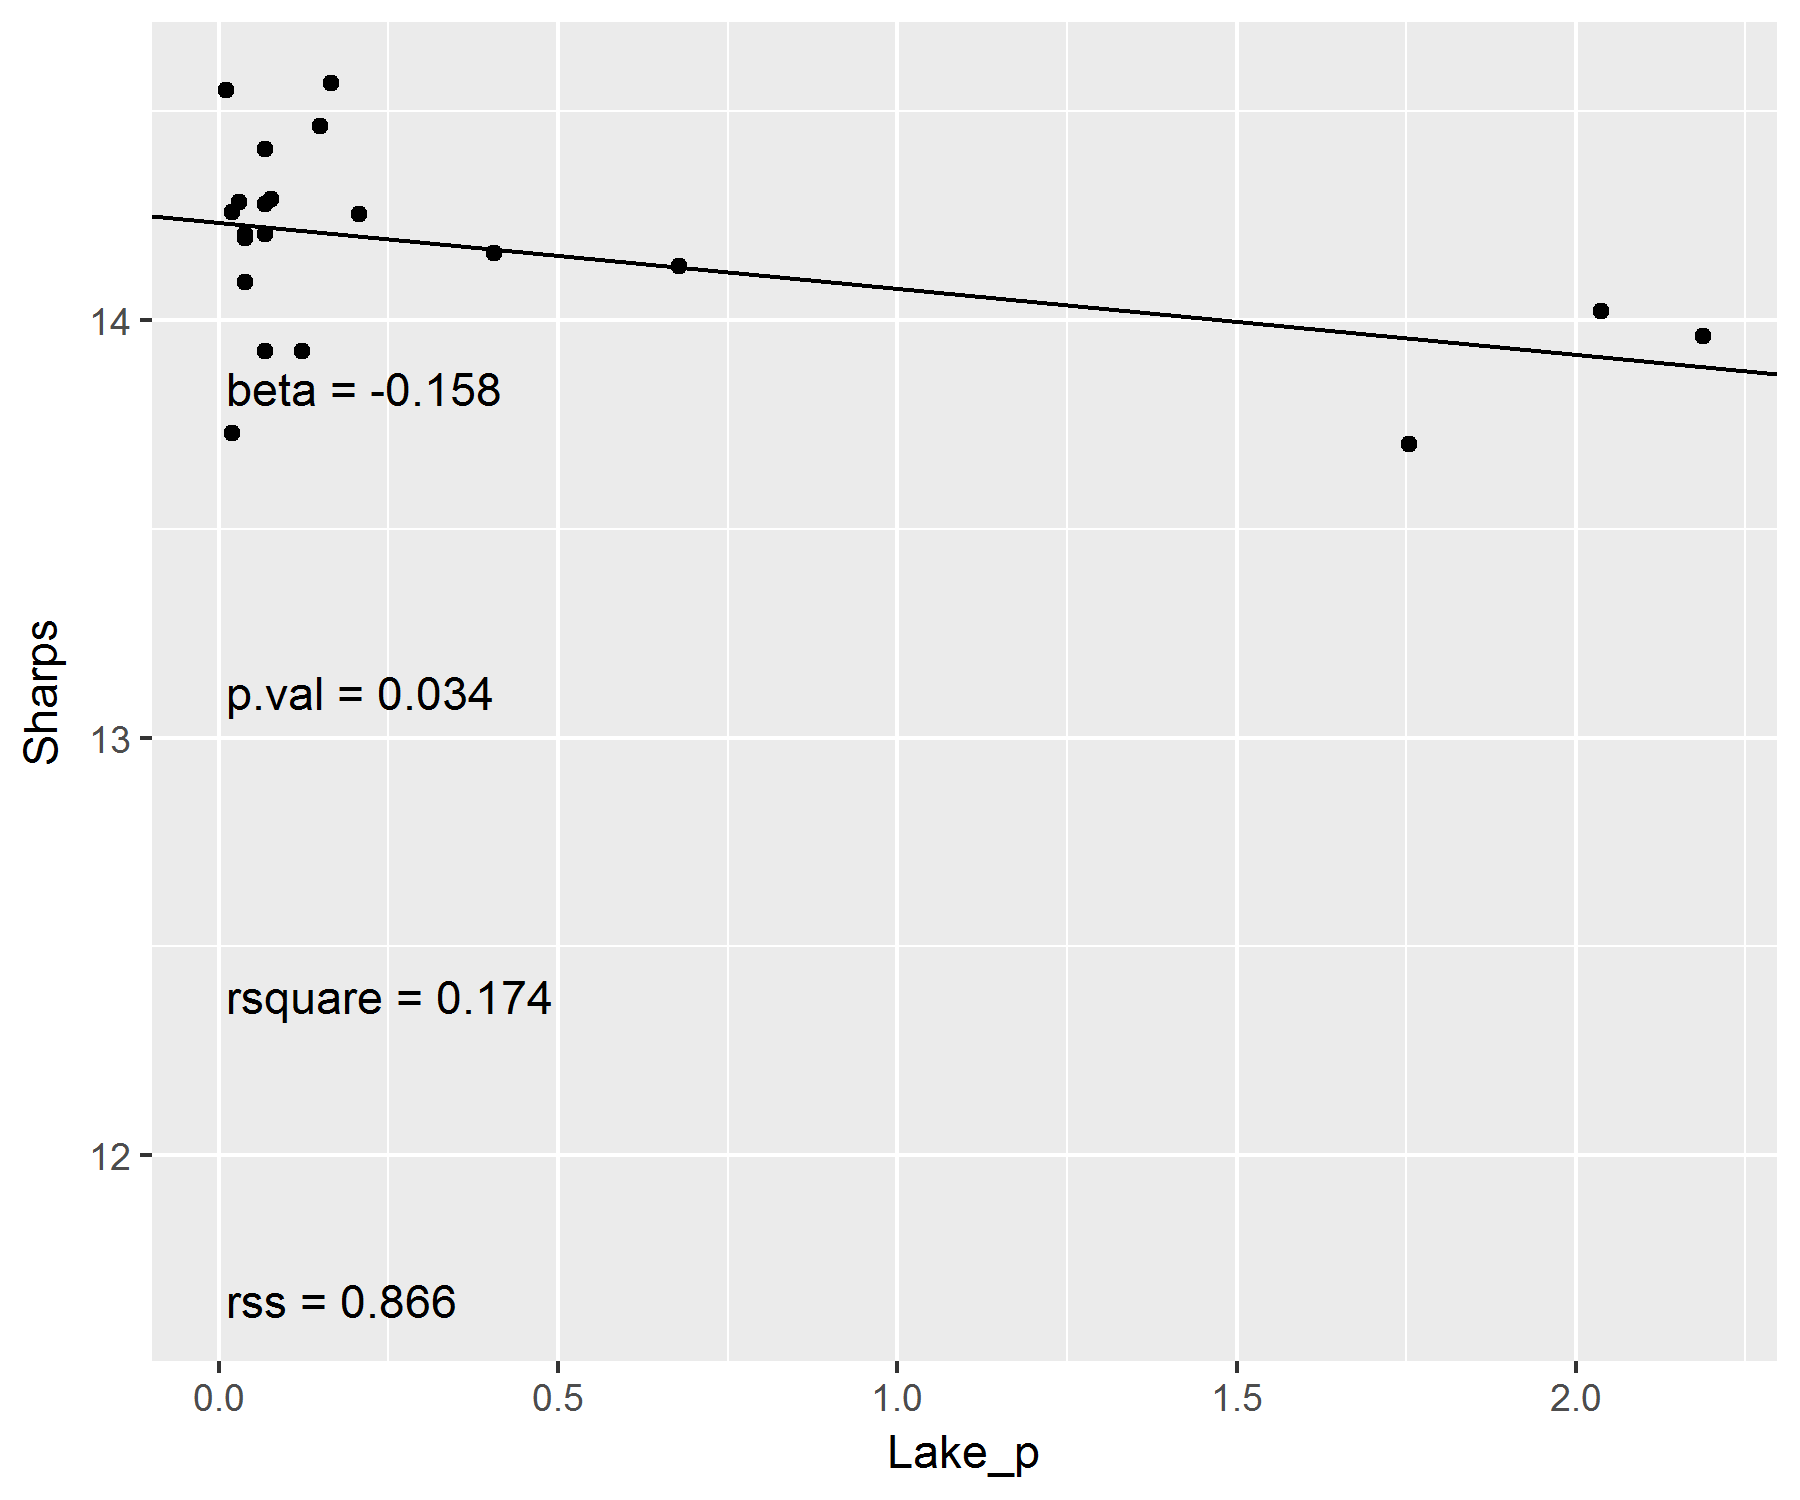 14
beta = -0.158
Sharps
p.val = 0.034
13
rsquare = 0.174
12
rss = 0.866
0.0 0.5 1.0 1.5 2.0
Lake_p